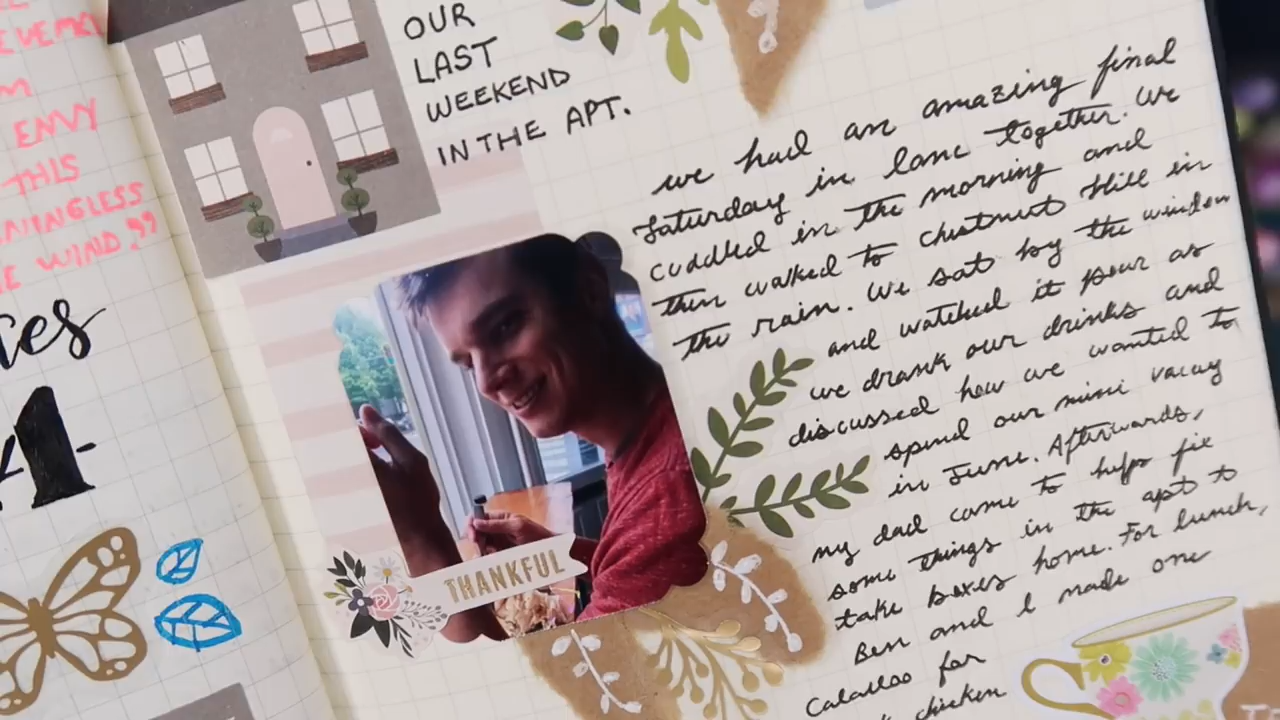 ENVY
THIS
WIND."
OUR
LAST
WEEKEND
IN THE APT.
we had an amazing final
Saturday in lanc together. We
cuddled in the morning and
then walked to chestnut Hill in
the rain. We sat by the window
and watched it pour as
we drank our drinks and
discussed how we wanted to
spend our mini vacay
in June. Afterwards,
my dad came to help fix
some things in the apt to
take boxes home. For lunch,
Ben and I made one
for
chicken
THANKFUL